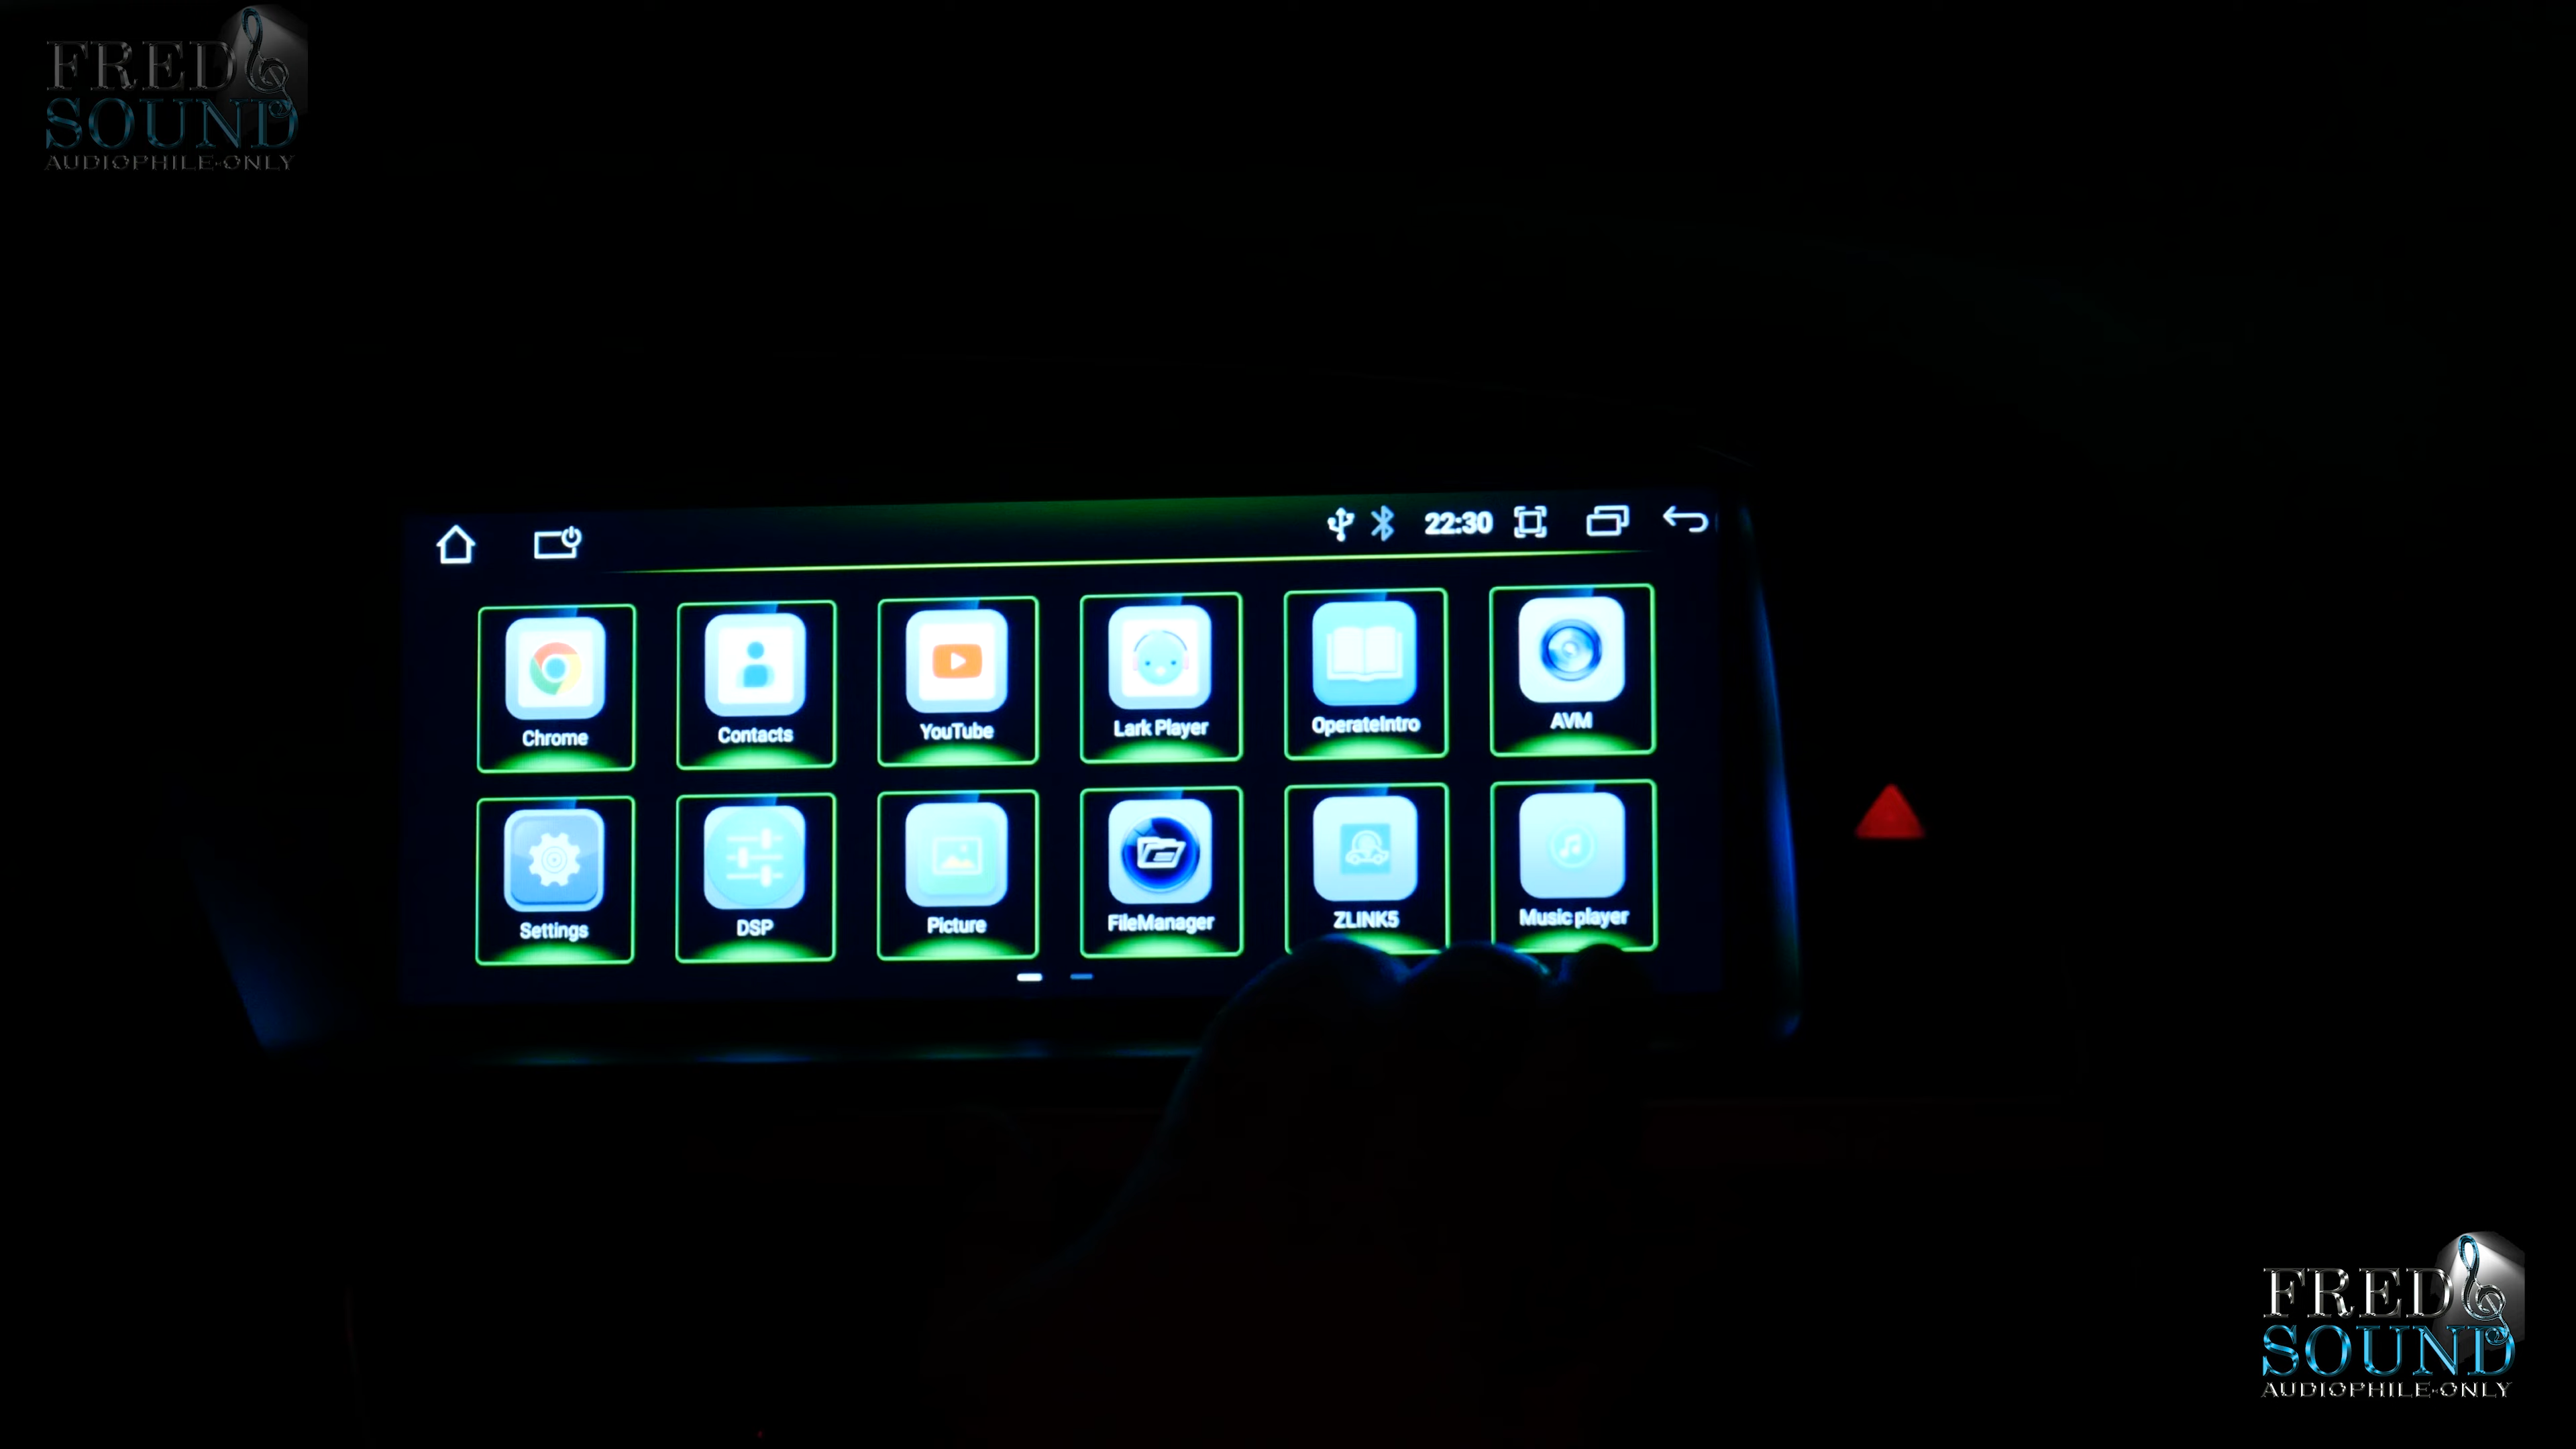 FRED
SOUND
AUDIOPHILE-ONLY
22:30
Chrome
Contacts
YouTube
Lark Player
OperateIntro
AVM
Settings
DSP
Picture
FileManager
ZLINK5
Music player
FRED
SOUND
AUDIOPHILE-ONLY